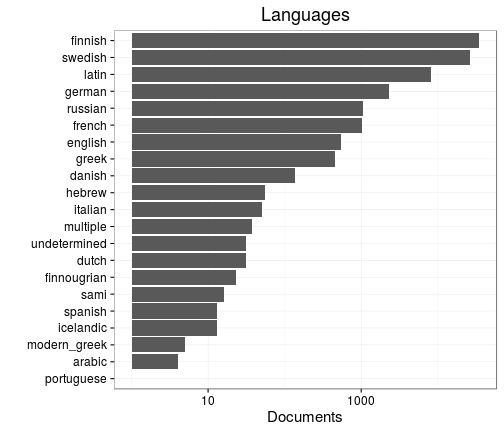 Languages
finnish
swedish
latin
german
russian
french
english
greek
danish
hebrew
italian
multiple
undetermined
dutch
finnougrian
sami
spanish
icelandic
modern_greek
arabic
portuguese
10 1000
Documents